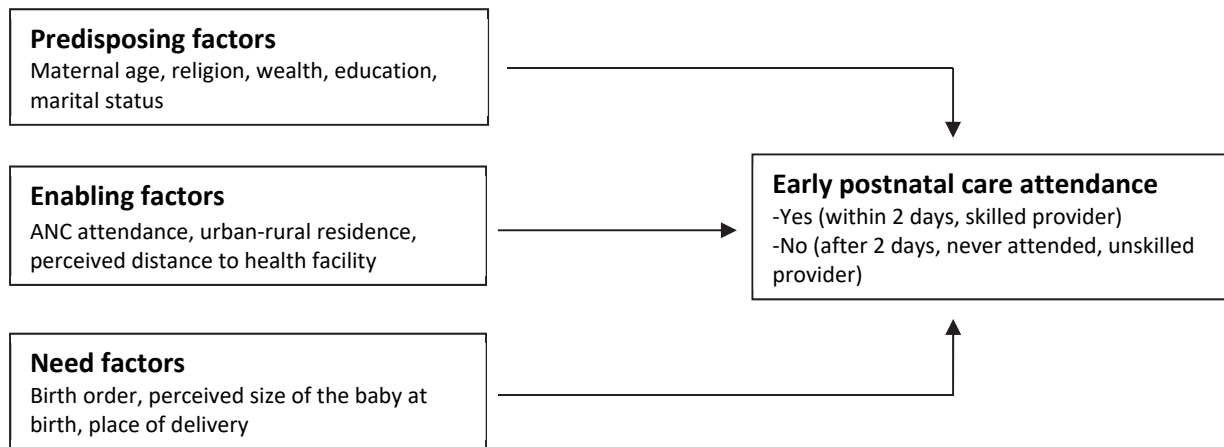 Predisposing factors
Maternal age, religion, wealth, education,
marital status
Enabling factors
ANC attendance, urban-rural residence,
perceived distance to health facility
Need factors
Birth order, perceived size of the baby at
birth, place of delivery
Early postnatal care attendance
-Yes (within 2 days, skilled provider)
-No (after 2 days, never attended, unskilled
provider)